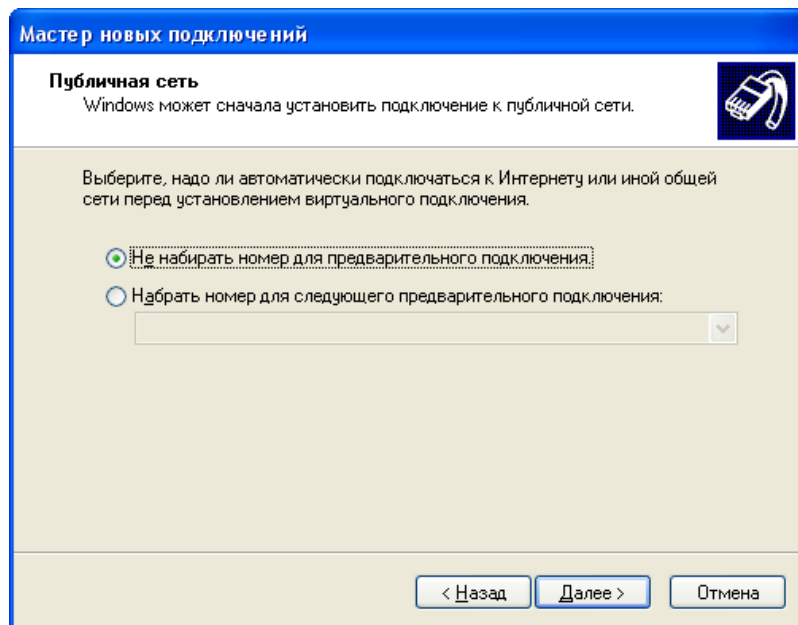 Мастер новых подключений
Публичная сеть
Windows может сначала установить подключение к публичной сети.
Выберите, надо ли автоматически подключаться к Интернету или иной общей
сети перед установлением виртуального подключения.
Не набирать номер для предварительного подключения.
Набрать номер для следующего предварительного подключения:
< Назад Далее > Отмена